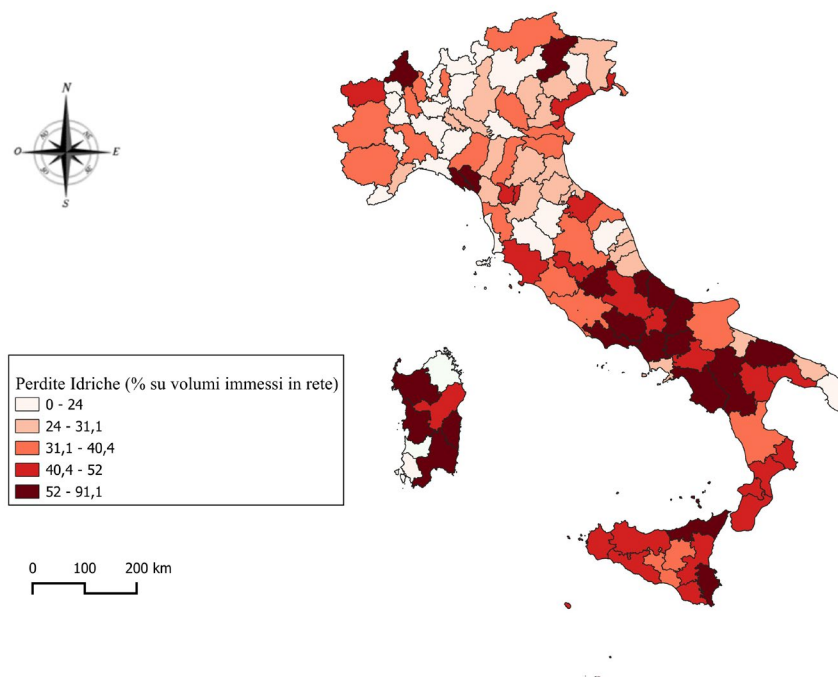 N
O
E
S
Perdite Idriche (% su volumi immessi in rete)
0 - 24
24 - 31,1
31,1 - 40,4
40,4 - 52
52 - 91,1
0 100 200 km